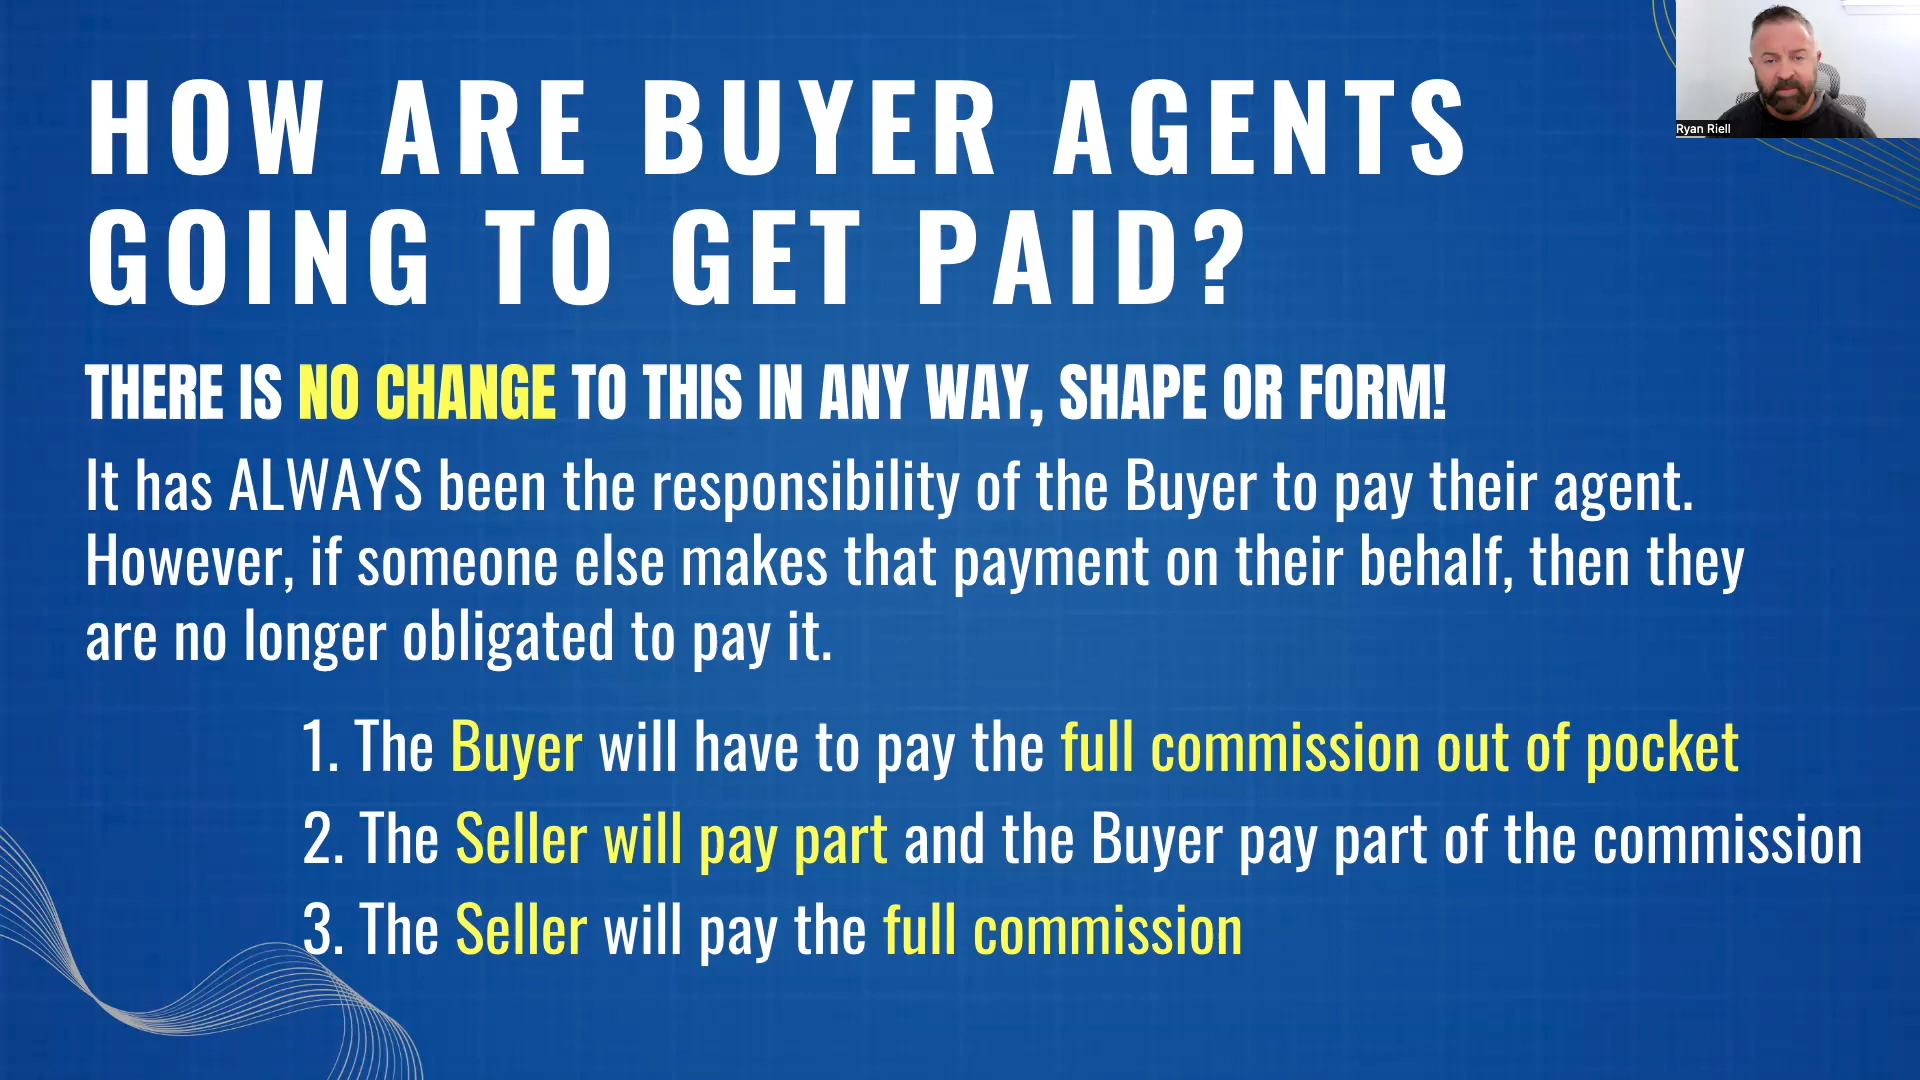 HOW ARE BUYER AGENTS
GOING TO GET PAID?
THERE IS NO CHANGE TO THIS IN ANY WAY, SHAPE OR FORM!
It has ALWAYS been the responsibility of the Buyer to pay their agent.
However, if someone else makes that payment on their behalf, then they
are no longer obligated to pay it.
1. The Buyer will have to pay the full commission out of pocket
2. The Seller will pay part and the Buyer pay part of the commission
3. The Seller will pay the full commission
Ryan Riell